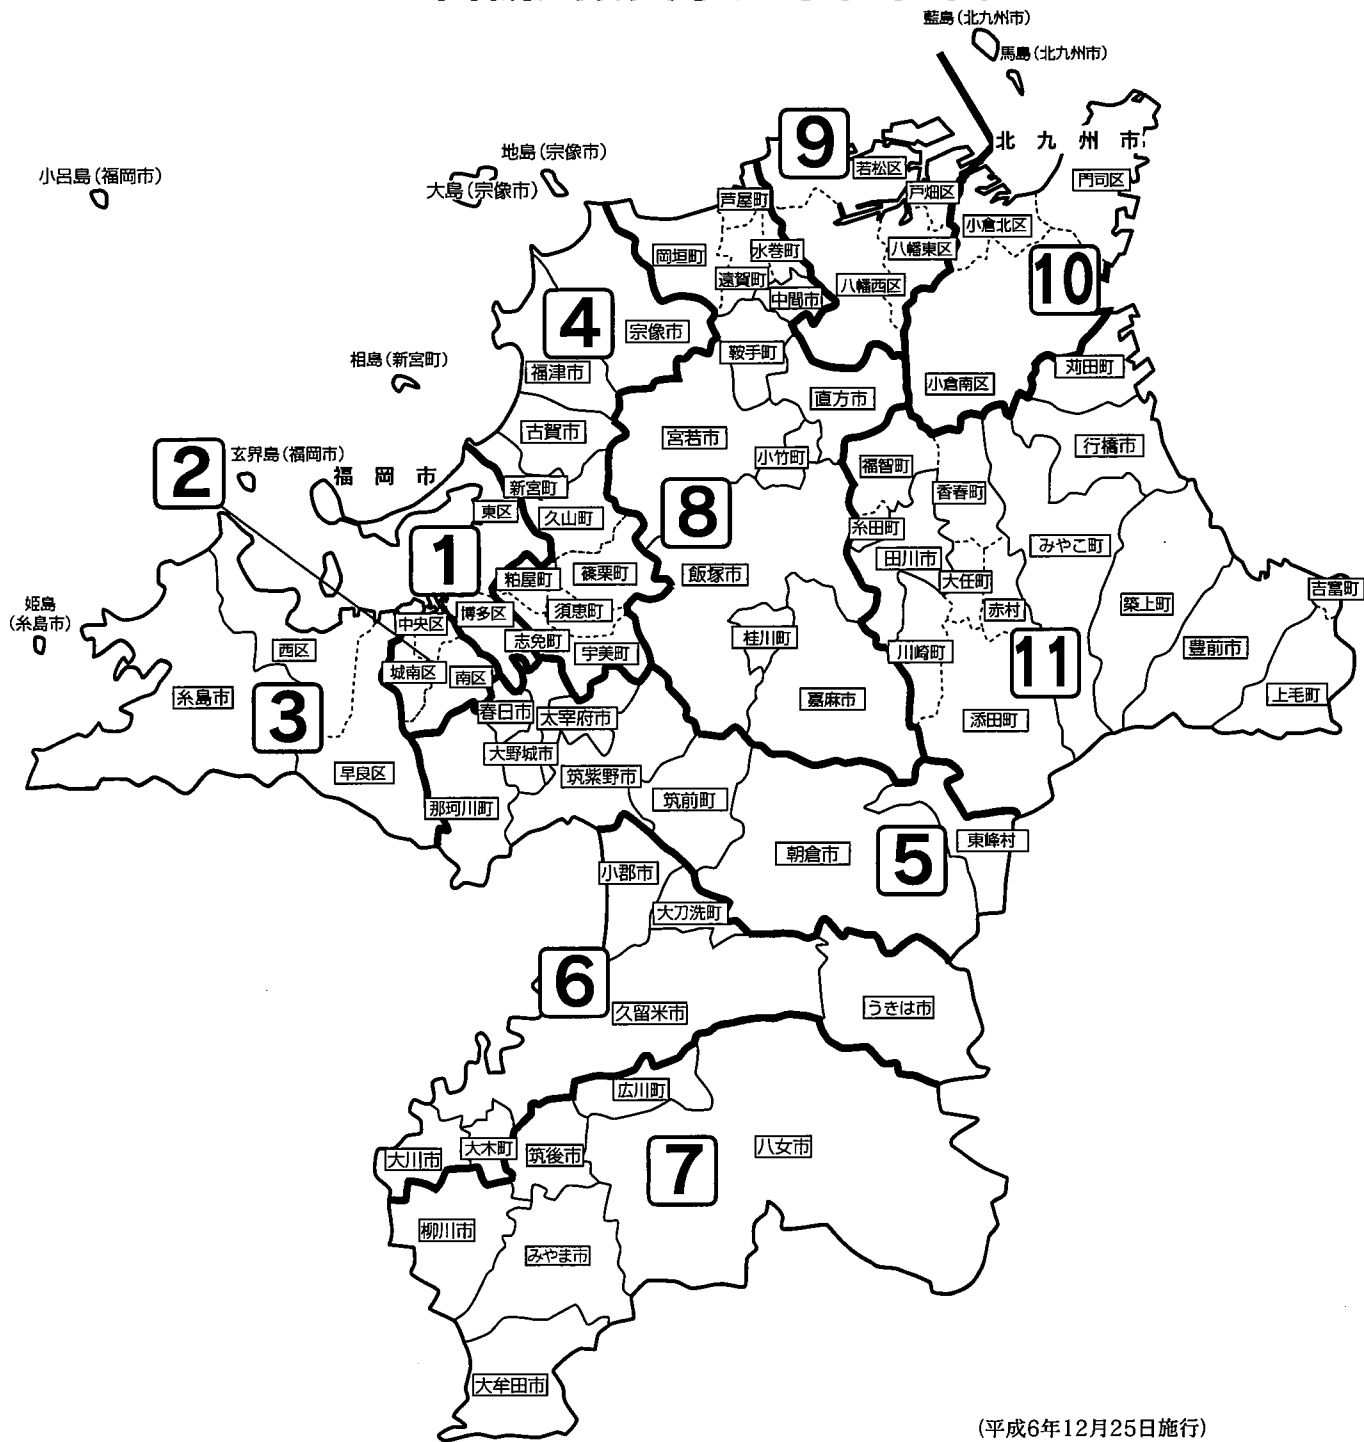 藍島(北九州市)
馬島(北九州市)
9
北九州市
地島(宗像市)
若松区
小呂島(福岡市)
大島(宗像市)
戸畑区
門司区
芦屋町
小倉北区
岡垣町
水巻町
八幡東区
遠賀町
10
八幡西区
中間市
4
宗像市
鞍手町
相島(新宮町)
福津市
苅田町
小倉南区
直方市
古賀市
宮若市
行橋市
小竹町
2
玄界島(福岡市)
福岡市
福智町
新宮町
香春町
東区
久山町
8
糸田町
みやこ町
1
田川市
粕屋町
篠栗町
飯塚市
大任町
吉富町
姫島
(糸島市)
中央区
博多区
須恵町
赤村
築上町
志免町
桂川町
西区
宇美町
川崎町
11
豊前市
城南区
南区
糸島市
3
春日市
太宰府市
嘉麻市
添田町
上毛町
大野城市
早良区
筑紫野市
那珂川町
筑前町
東峰村
朝倉市
5
小郡市
大刀洗町
6
久留米市
うきは市
広川町
大木町
大川市
筑後市
7
八女市
柳川市
みやま市
大牟田市
(平成6年12月25日施行)